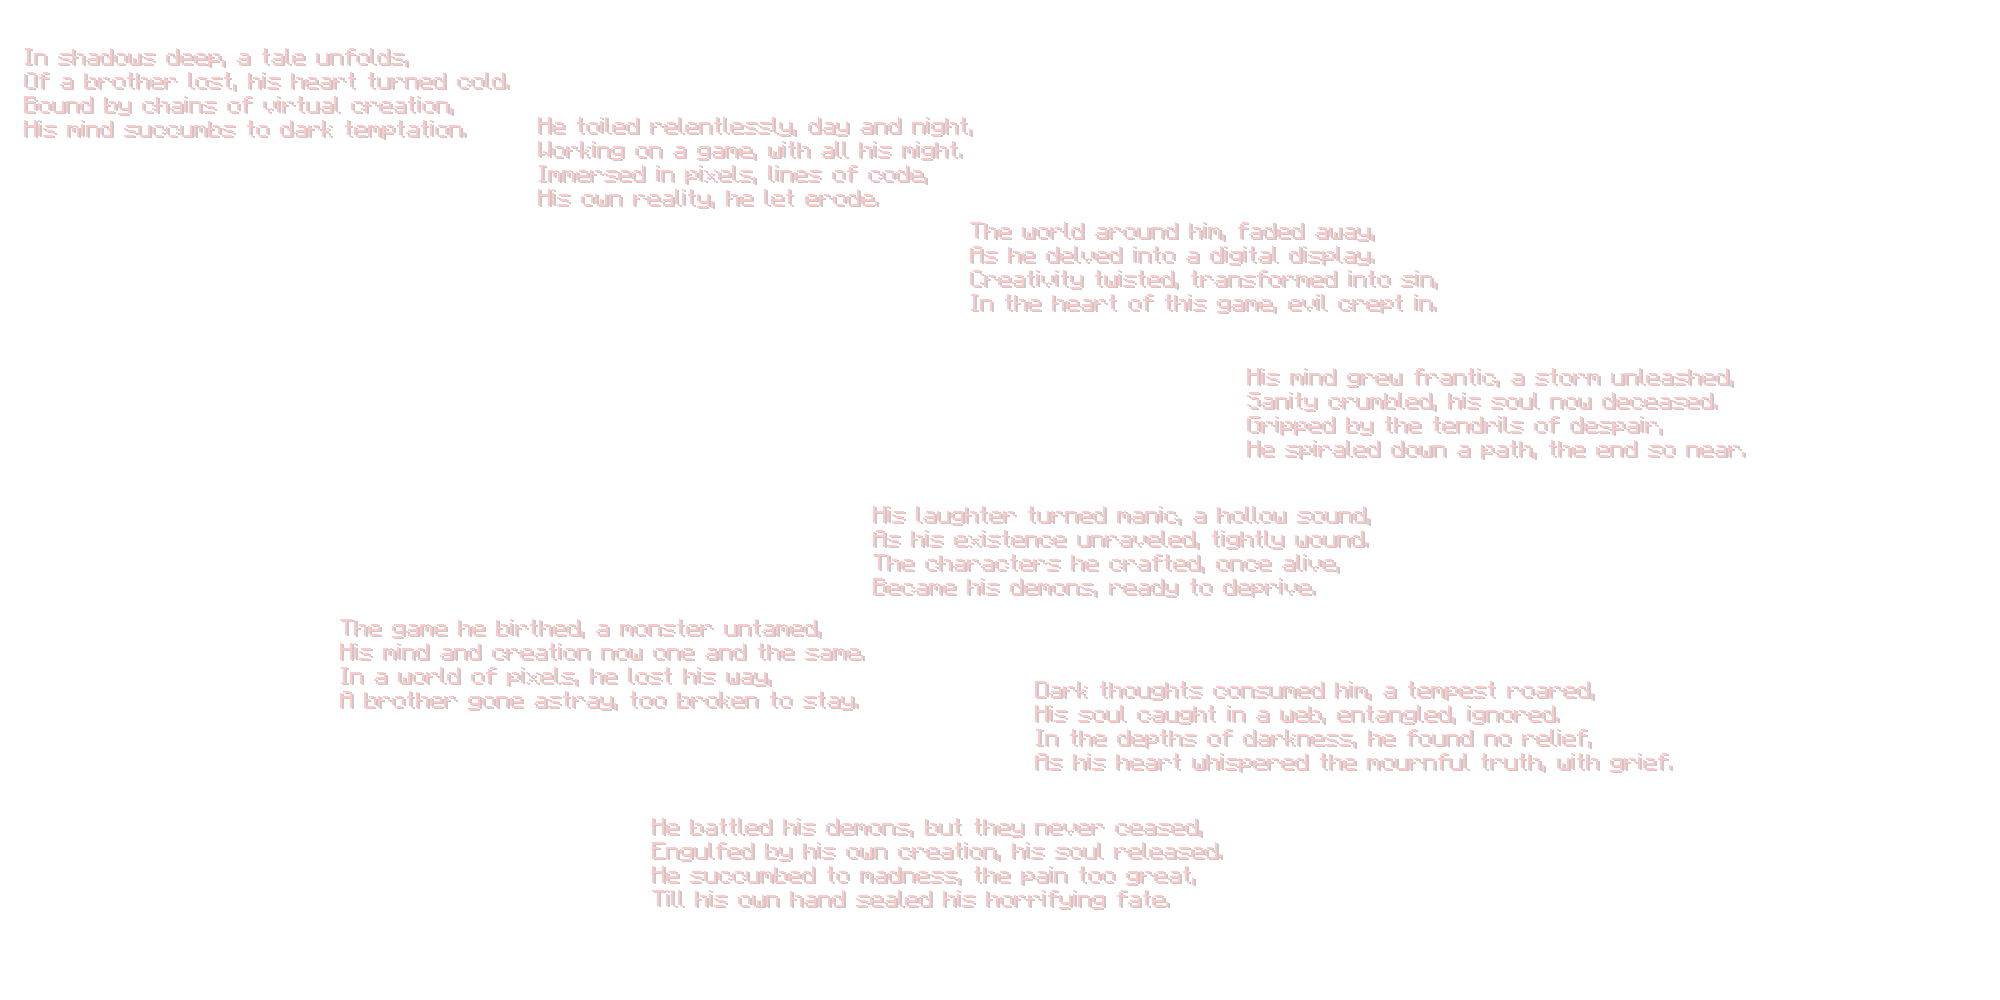 In shadows deep, a tale unfolds,
Of a brother lost, his heart turned cold.
Bound by chains of virtual creation,
His mind succumbs to dark temptation.
He toiled relentlessly, day and night,
Working on a game, with all his might.
Immersed in pixels, lines of code,
His own reality, he let erode.
The world around him, faded away,
As he delved into a digital display.
Creativity twisted, transformed into sin,
In the heart of this game, evil crept in.
His mind grew frantic, a storm unleashed,
Sanity crumbled, his soul now deceased.
Gripped by the tendrils of despair,
He spiraled down a path, the end so near.
His laughter turned manic, a hollow sound,
As his existence unraveled, tightly wound.
The characters he crafted, once alive,
Became his demons, ready to deprive.
The game he birthed, a monster untamed,
His mind and creation now one and the same.
In a world of pixels, he lost his way,
A brother gone astray, too broken to stay.
Dark thoughts consumed him, a tempest roared,
His soul caught in a web, entangled, ignored.
In the depths of darkness, he found no relief,
As his heart whispered the mournful truth, with grief.
He battled his demons, but they never ceased,
Engulfed by his own creation, his soul released.
He succumbed to madness, the pain too great,
Till his own hand sealed his horrifying fate.